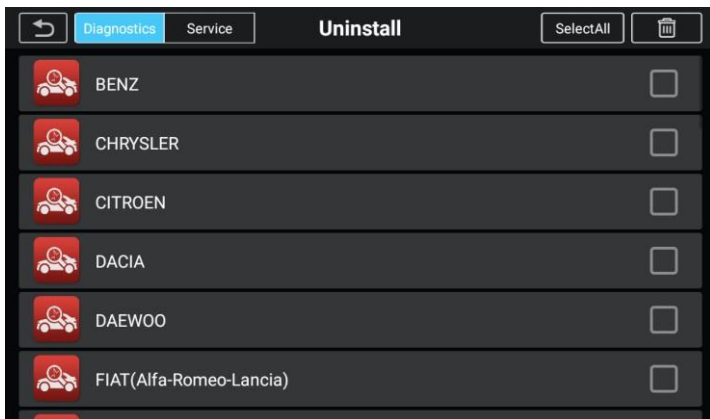 Diagnostics Service Uninstall SelectAll
BENZ
CHRYSLER
CITROEN
DACIA
DAEWOO
FIAT(Alfa-Romeo-Lancia)